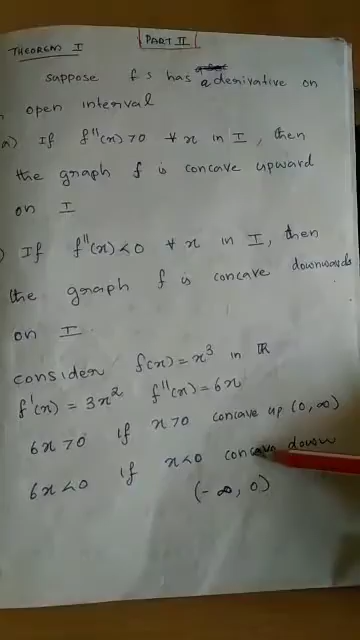 PART II
THEOREM I
suppose f s has a derivative on
open interval
a) If f''(x) > 0 ∀ x in I, then
the graph f is concave upward
on I
) If f''(x) < 0 ∀ x in I, then
the graph f is concave downwards
on I
consider f(x) = x³ in ℝ
f'(x) = 3x² f''(x) = 6x
6x > 0 if x > 0 concave up (0, ∞)
6x < 0 if x < 0 concave down
(-∞, 0)